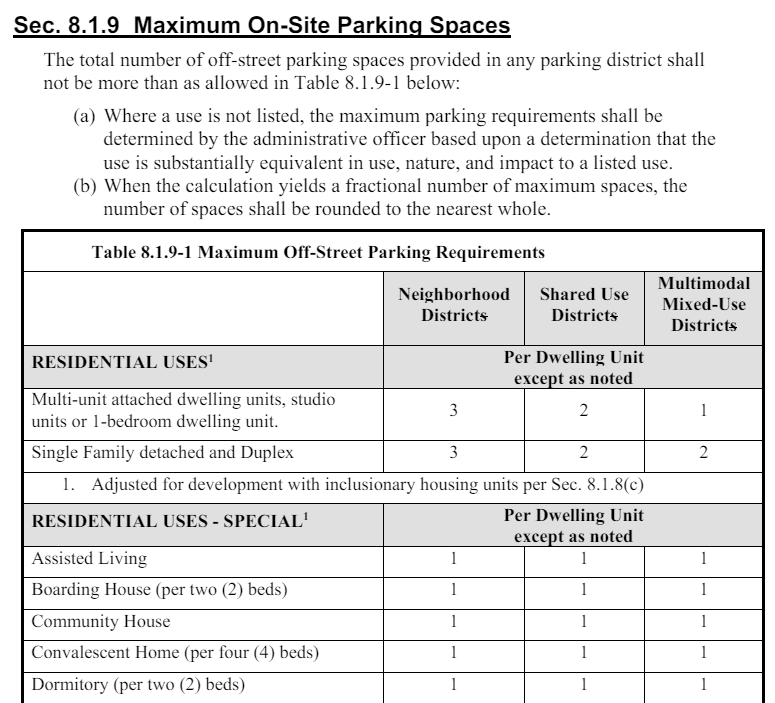 Sec. 8.1.9 Maximum On-Site Parking Spaces
The total number of off-street parking spaces provided in any parking district shall
not be more than as allowed in Table 8.1.9-1 below:
(a) Where a use is not listed, the maximum parking requirements shall be
determined by the administrative officer based upon a determination that the
use is substantially equivalent in use, nature, and impact to a listed use.
(b) When the calculation yields a fractional number of maximum spaces, the
number of spaces shall be rounded to the nearest whole.
Table 8.1.9-1 Maximum Off-Street Parking Requirements
Neighborhood Districts Shared Use Districts Multimodal Mixed-Use Districts
RESIDENTIAL USES¹ Per Dwelling Unit
except as noted
Multi-unit attached dwelling units, studio
units or 1-bedroom dwelling unit. 3 2 1
Single Family detached and Duplex 3 2 2
1. Adjusted for development with inclusionary housing units per Sec. 8.1.8(c)
RESIDENTIAL USES - SPECIAL¹ Per Dwelling Unit
except as noted
Assisted Living 1 1 1
Boarding House (per two (2) beds) 1 1 1
Community House 1 1 1
Convalescent Home (per four (4) beds) 1 1 1
Dormitory (per two (2) beds) 1 1 1